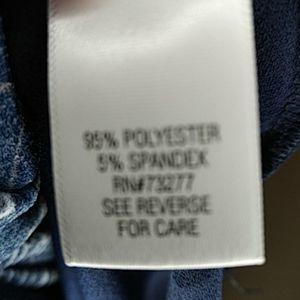 95% POLYESTER
5% SPANDEX
RN#73277
SEE REVERSE
FOR CARE